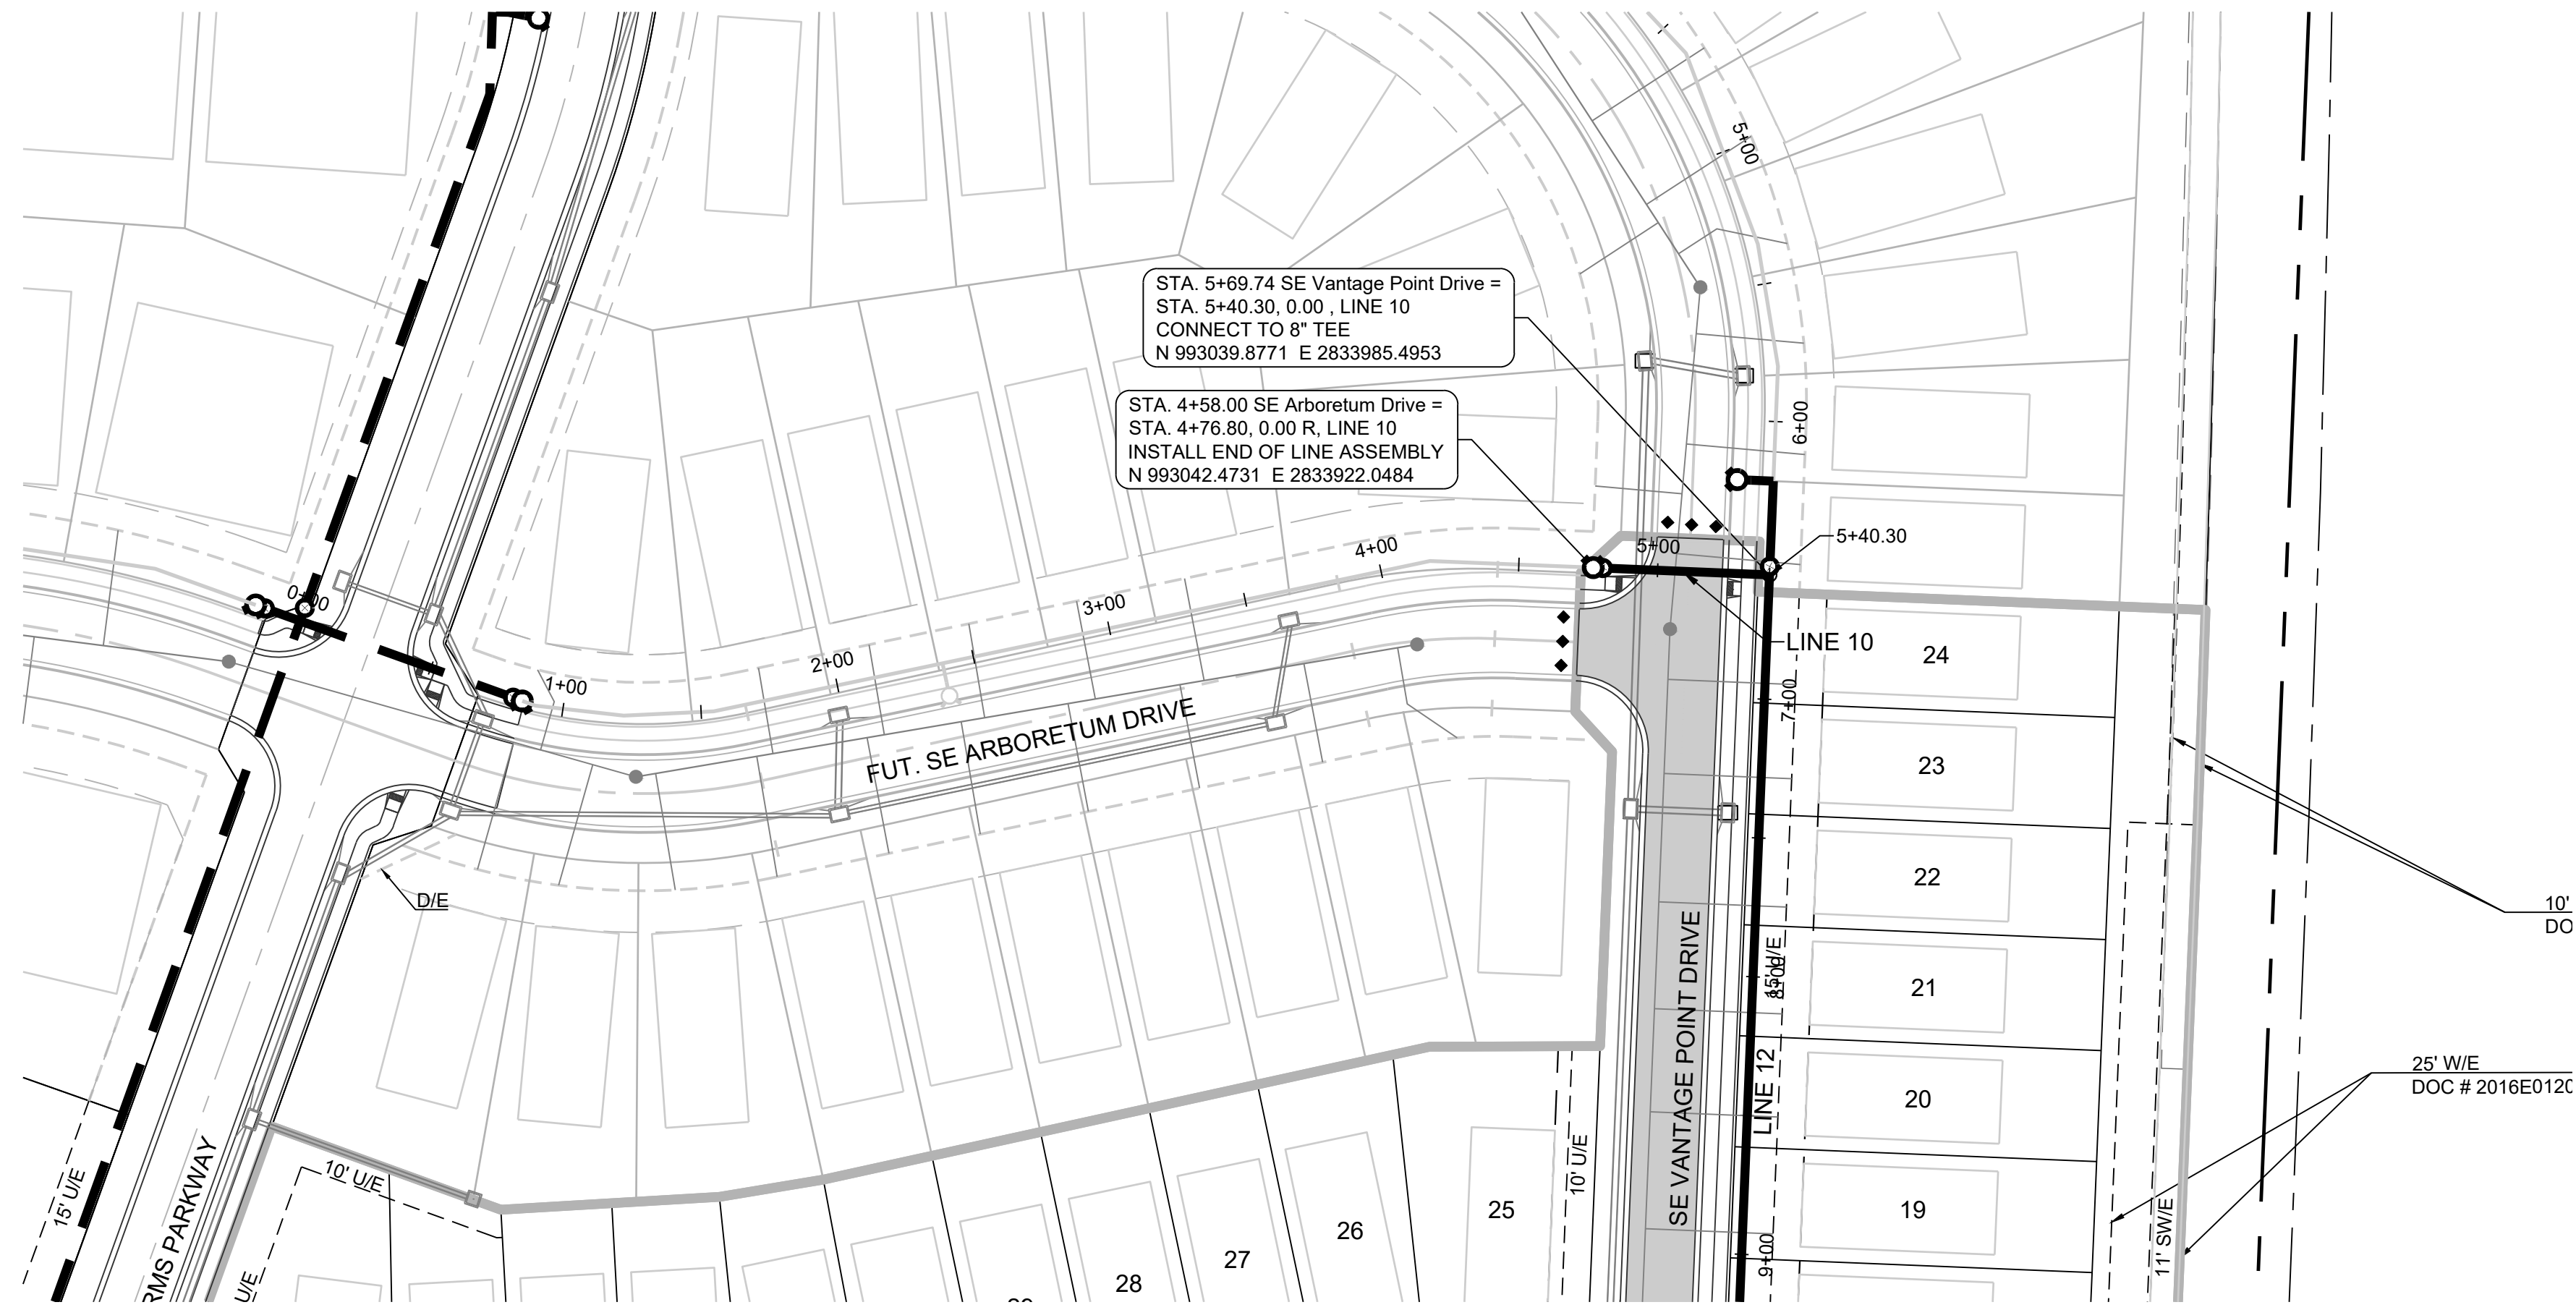 5+00
STA. 5+69.74 SE Vantage Point Drive =
STA. 5+40.30, 0.00 , LINE 10
CONNECT TO 8" TEE
N 993039.8771 E 2833985.4953
STA. 4+58.00 SE Arboretum Drive =
STA. 4+76.80, 0.00 R, LINE 10
INSTALL END OF LINE ASSEMBLY
N 993042.4731 E 2833922.0484
6+00
5+40.30
4+00
5+00
0+00
3+00
LINE 10
24
2+00
1+00
7+00
FUT. SE ARBORETUM DRIVE
23
22
D/E
10'
DO
SE VANTAGE POINT DRIVE
15' U/E
8+00
21
25' W/E
DOC # 2016E0120
LINE 12
20
10' U/E
15' U/E
RMS PARKWAY
10' U/E
25
19
26
27
28
11' SW/E
9+00
U/E